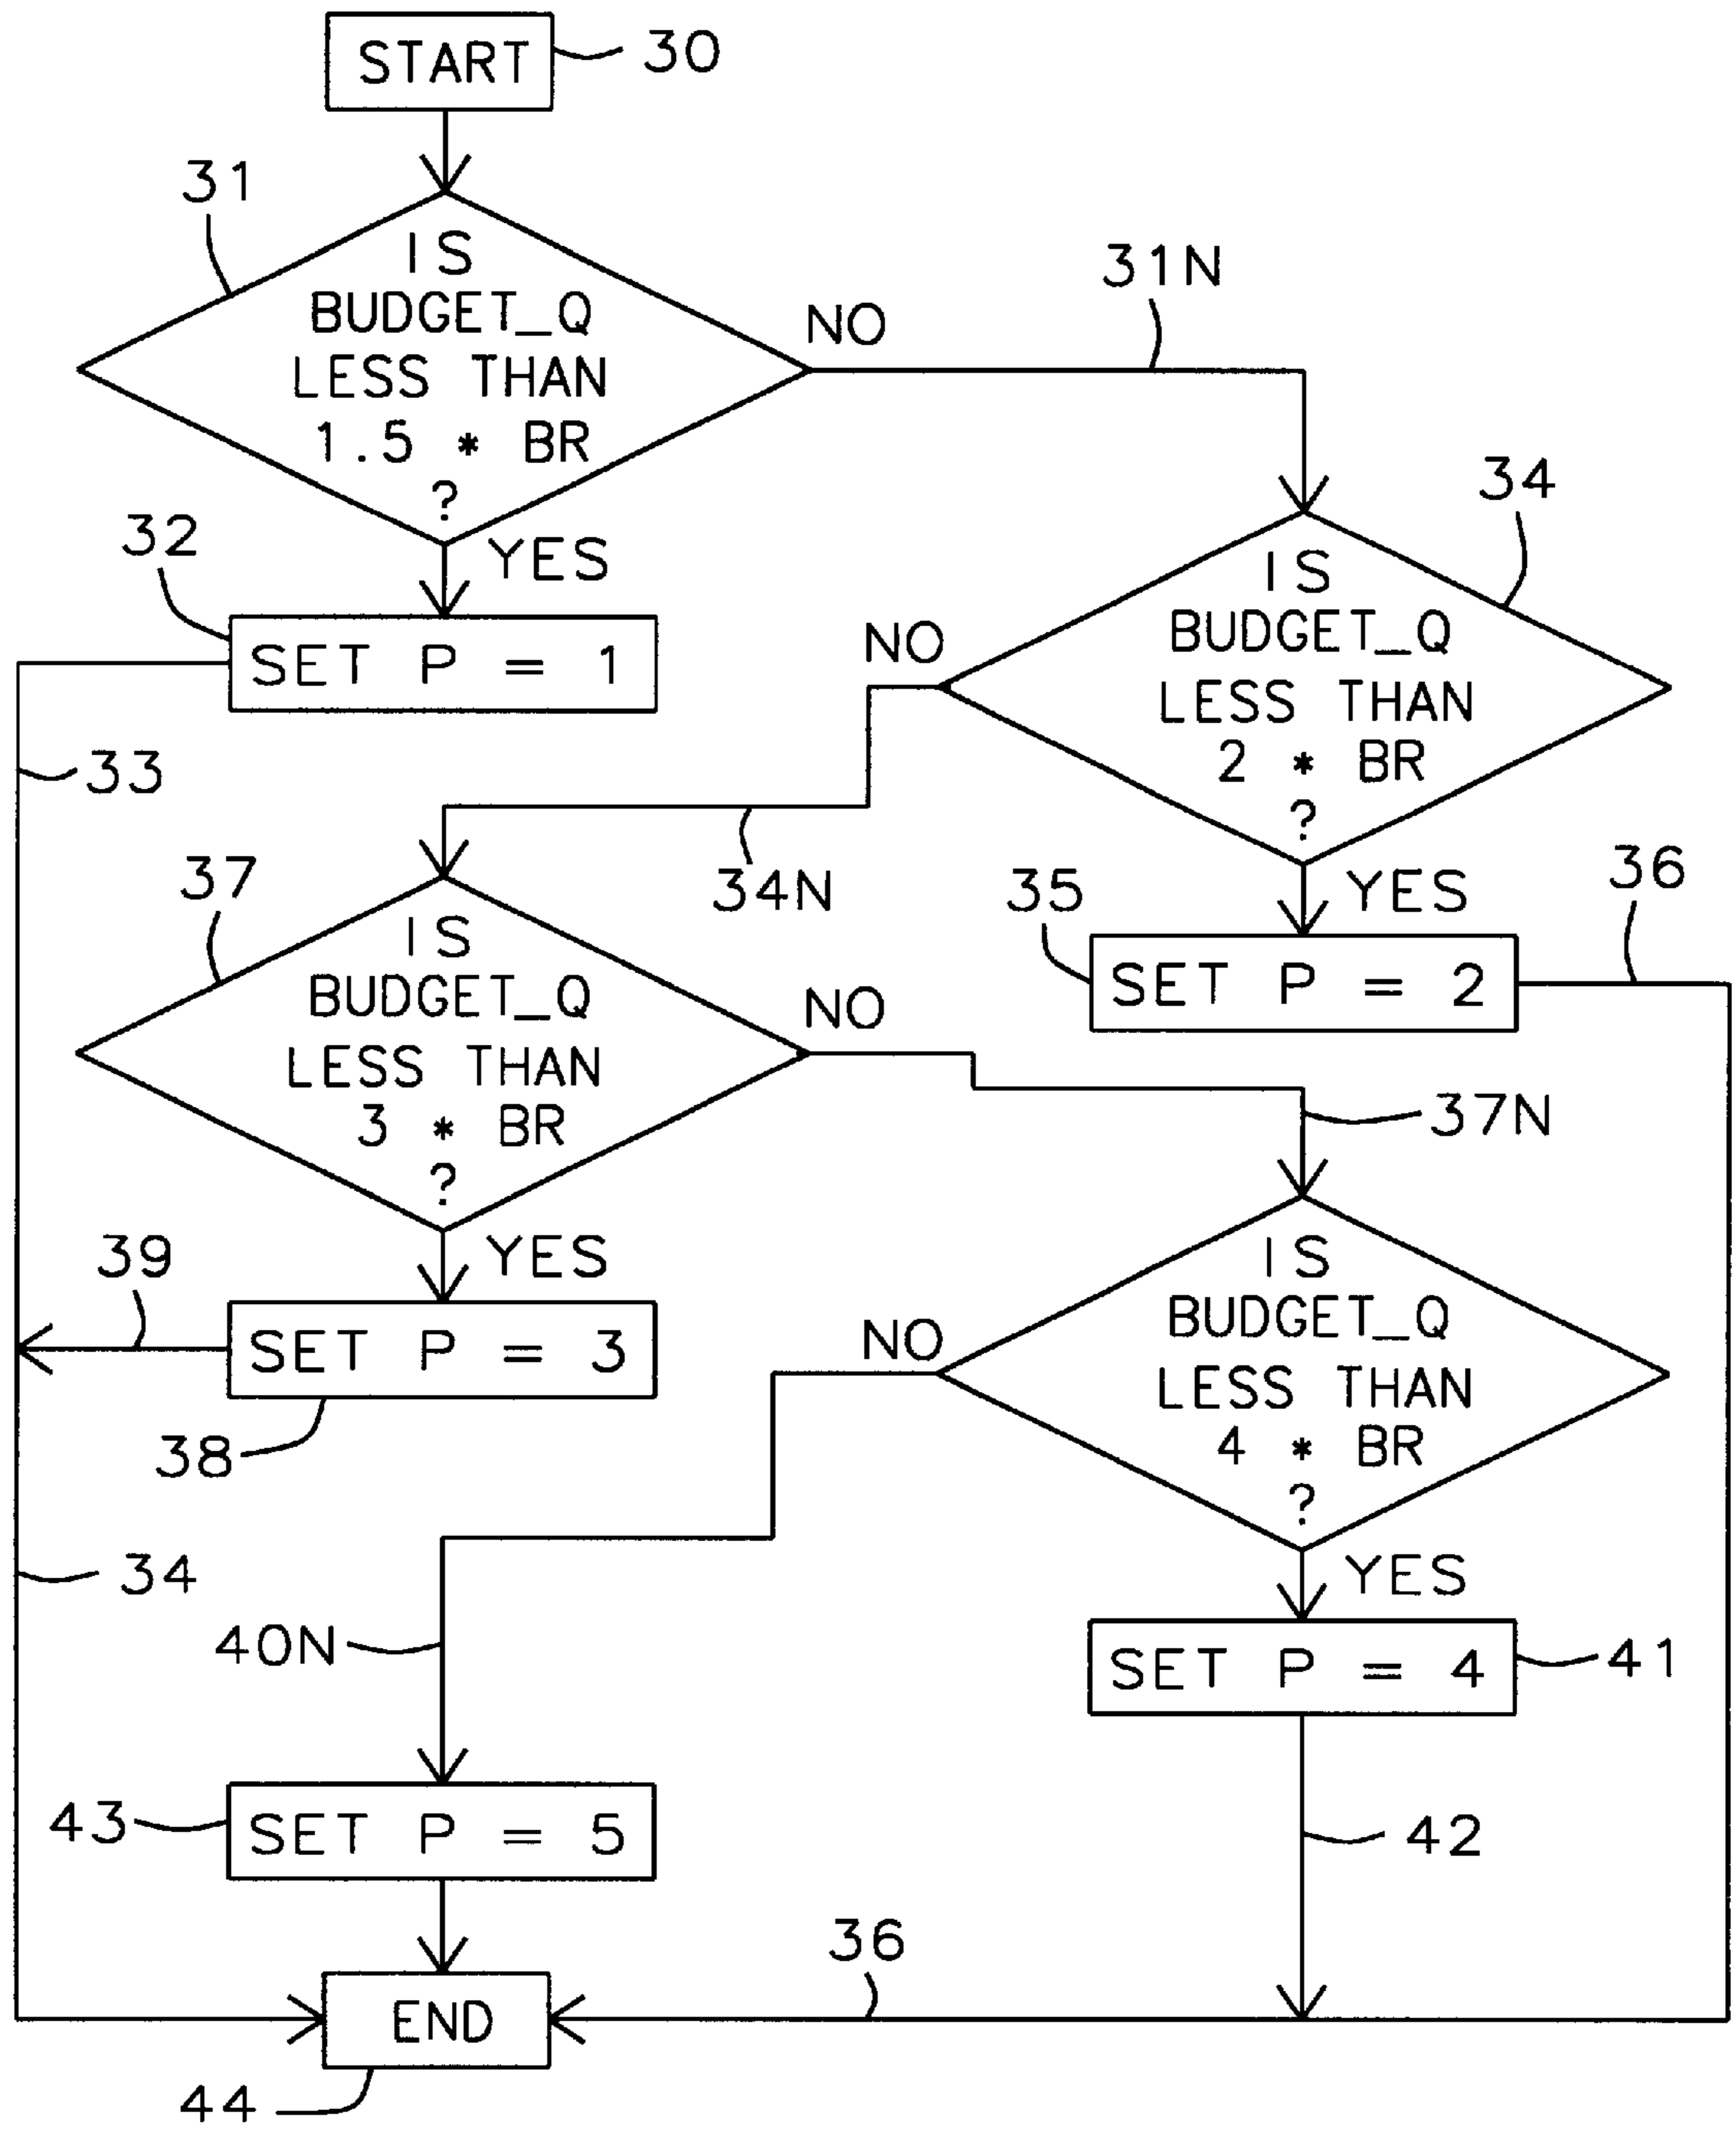 START
30
31
IS
BUDGET_Q
LESS THAN
1.5 * BR
?
NO
31N
YES
32
SET P = 1
33
34
IS
BUDGET_Q
LESS THAN
2 * BR
?
NO
34N
YES
35
SET P = 2
36
37
IS
BUDGET_Q
LESS THAN
3 * BR
?
NO
37N
YES
39
SET P = 3
38
IS
BUDGET_Q
LESS THAN
4 * BR
?
NO
YES
34
40N
SET P = 4
41
43
SET P = 5
42
36
END
44